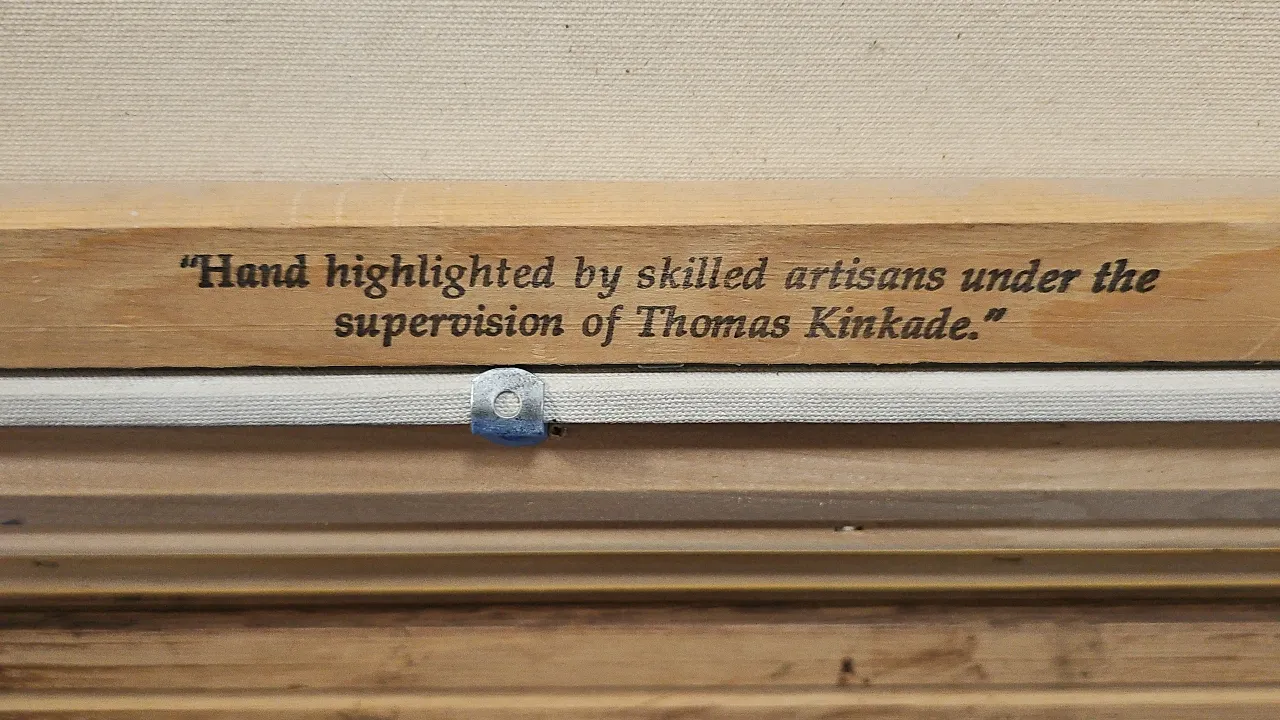 “Hand highlighted by skilled artisans under the
supervision of Thomas Kinkade.”